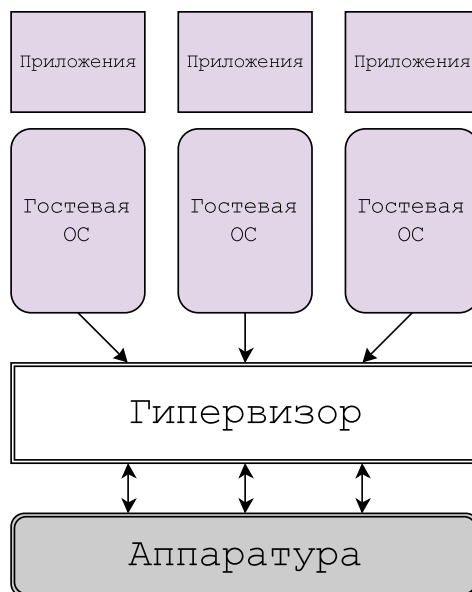 Приложения
Приложения
Приложения
Гостевая
ОС
Гостевая
ОС
Гостевая
ОС
Гипервизор
Аппаратура